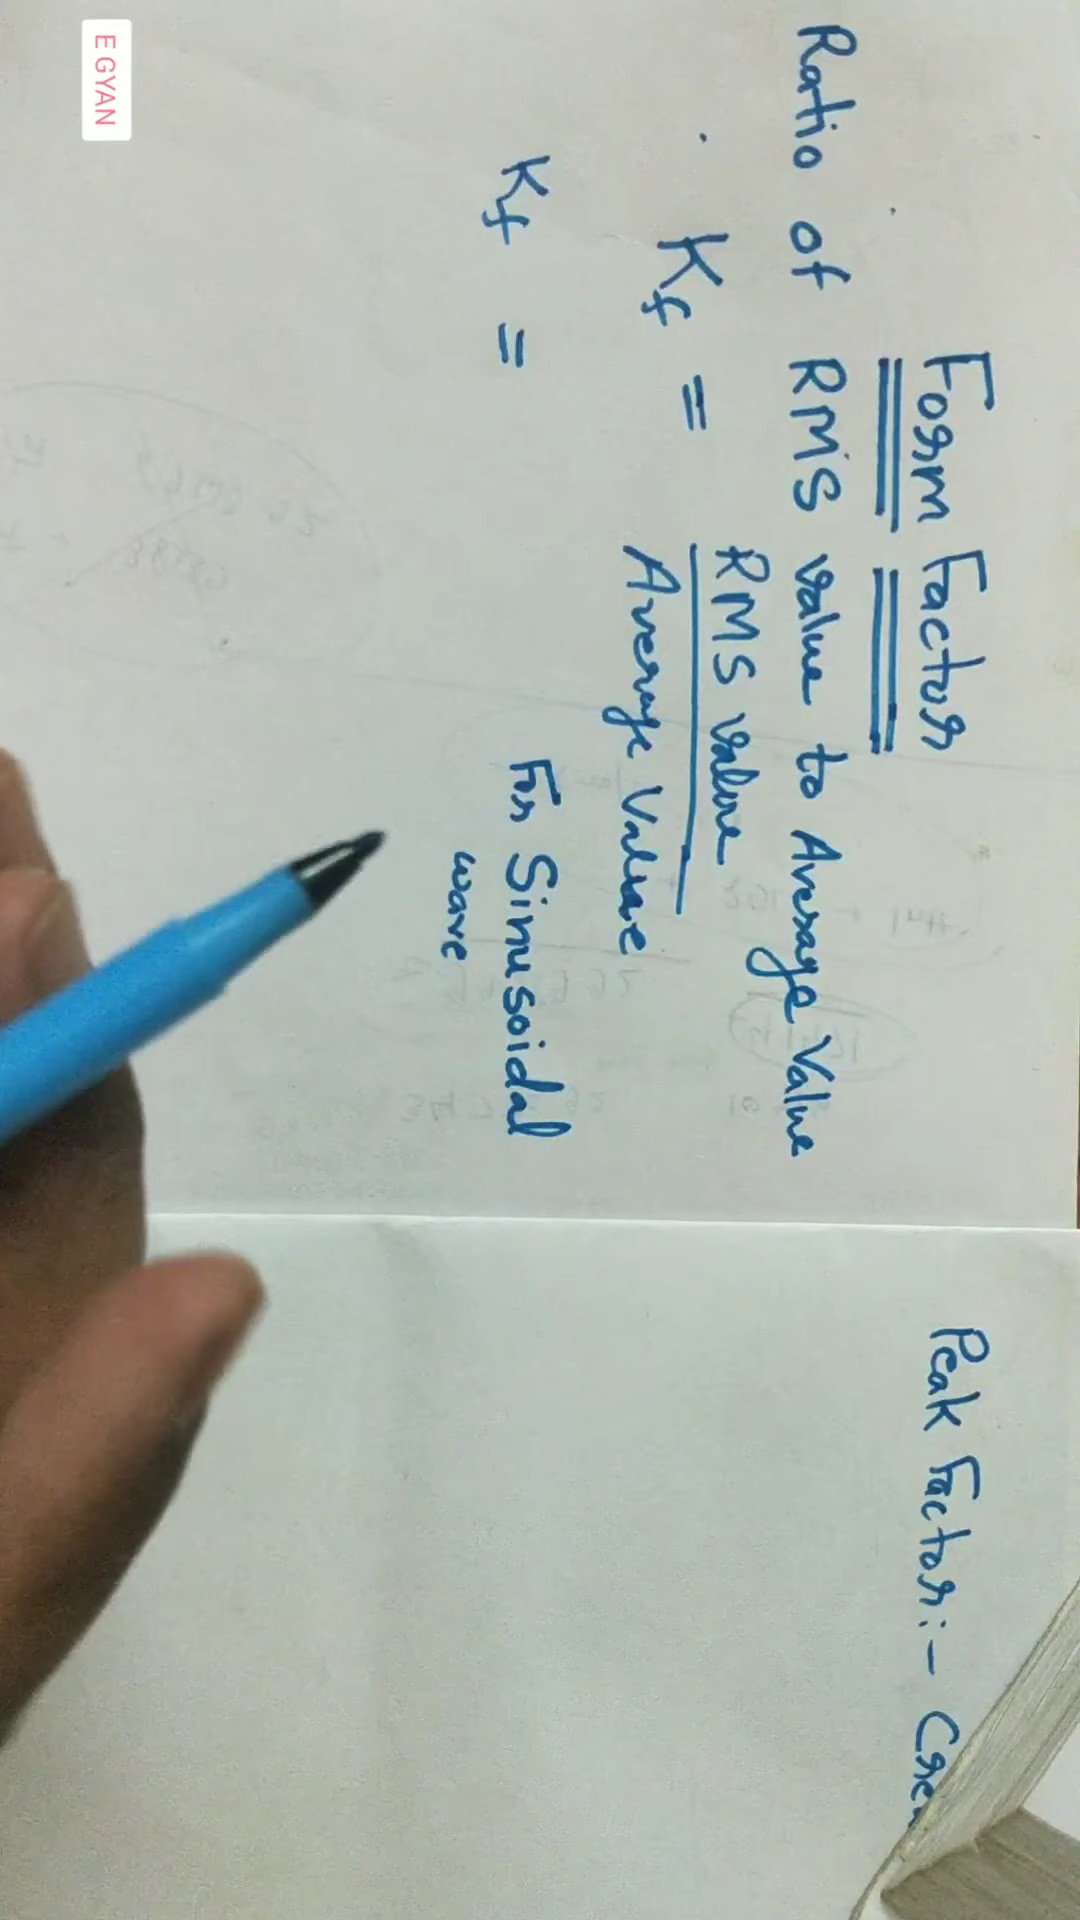 Form Factor
Ratio of RMS value to Average Value
Kf = RMS value
Average Value
Kf = For Sinusoidal
wave
Peak Factor:-
E GYAN